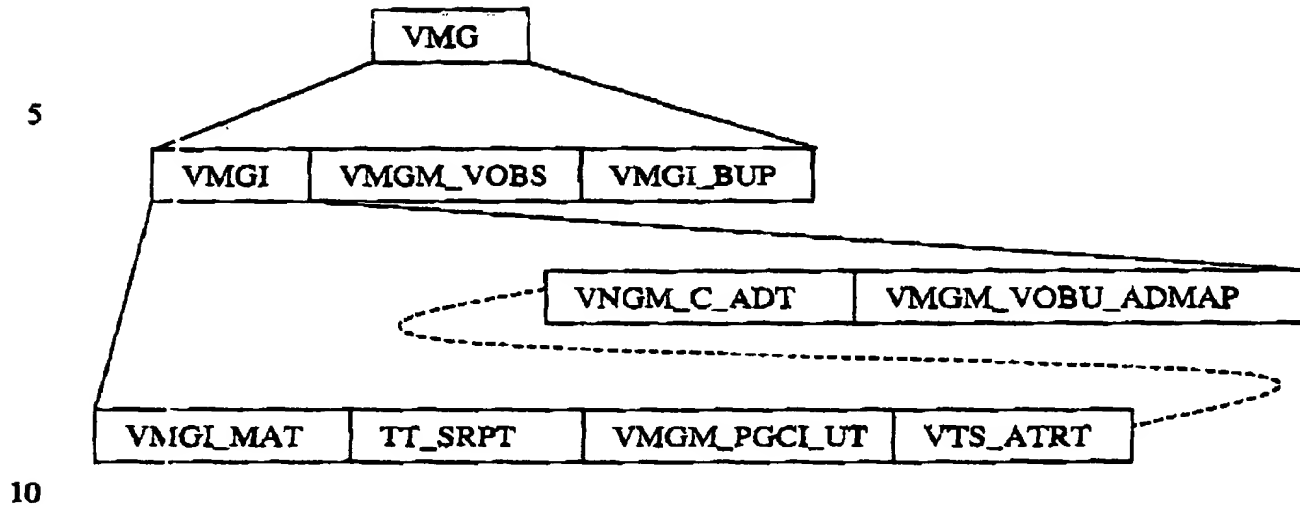 VMG
5
VMGI VMGM_VOBS VMGI_BUP
VNGM_C_ADT VMGM_VOBU_ADMAP
VMGI_MAT TT_SRPT VMGM_PGCI_UT VTS_ATRT
10